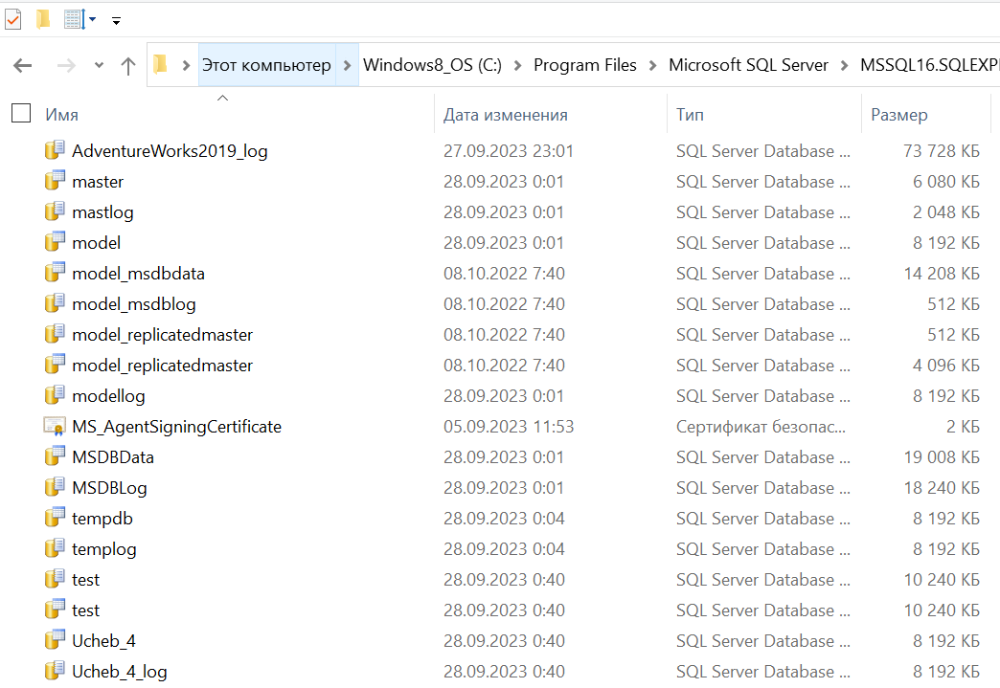 Этот компьютер Windows8_OS (C:) Program Files Microsoft SQL Server MSSQL16.SQLEXP
Имя Дата изменения Тип Размер
AdventureWorks2019_log 27.09.2023 23:01 SQL Server Database ... 73 728 КБ
master 28.09.2023 0:01 SQL Server Database ... 6 080 КБ
mastlog 28.09.2023 0:01 SQL Server Database ... 2 048 КБ
model 28.09.2023 0:01 SQL Server Database ... 8 192 КБ
model_msdbdata 08.10.2022 7:40 SQL Server Database ... 14 208 КБ
model_msdblog 08.10.2022 7:40 SQL Server Database ... 512 КБ
model_replicatedmaster 08.10.2022 7:40 SQL Server Database ... 512 КБ
model_replicatedmaster 08.10.2022 7:40 SQL Server Database ... 4 096 КБ
modellog 28.09.2023 0:01 SQL Server Database ... 8 192 КБ
MS_AgentSigningCertificate 05.09.2023 11:53 Сертификат безопас... 2 КБ
MSDBData 28.09.2023 0:01 SQL Server Database ... 19 008 КБ
MSDBLog 28.09.2023 0:01 SQL Server Database ... 18 240 КБ
tempdb 28.09.2023 0:04 SQL Server Database ... 8 192 КБ
templog 28.09.2023 0:04 SQL Server Database ... 8 192 КБ
test 28.09.2023 0:40 SQL Server Database ... 10 240 КБ
test 28.09.2023 0:40 SQL Server Database ... 10 240 КБ
Ucheb_4 28.09.2023 0:40 SQL Server Database ... 8 192 КБ
Ucheb_4_log 28.09.2023 0:40 SQL Server Database ... 8 192 КБ